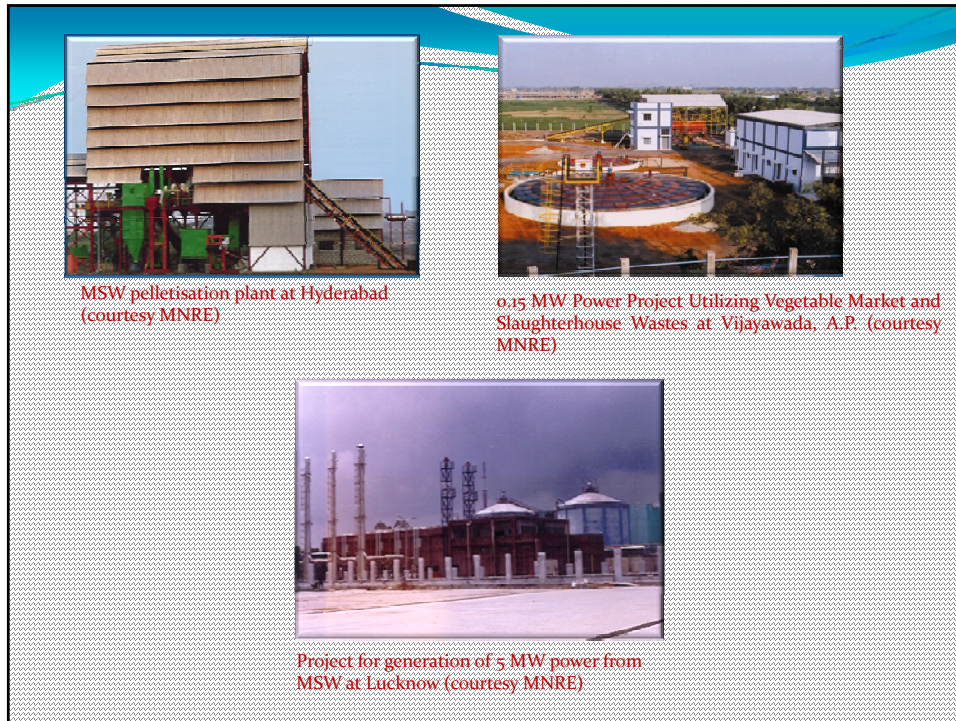 MSW pelletisation plant at Hyderabad
(courtesy MNRE)
0.15 MW Power Project Utilizing Vegetable Market and
Slaughterhouse Wastes at Vijayawada, A.P. (courtesy
MNRE)
Project for generation of 5 MW power from
MSW at Lucknow (courtesy MNRE)